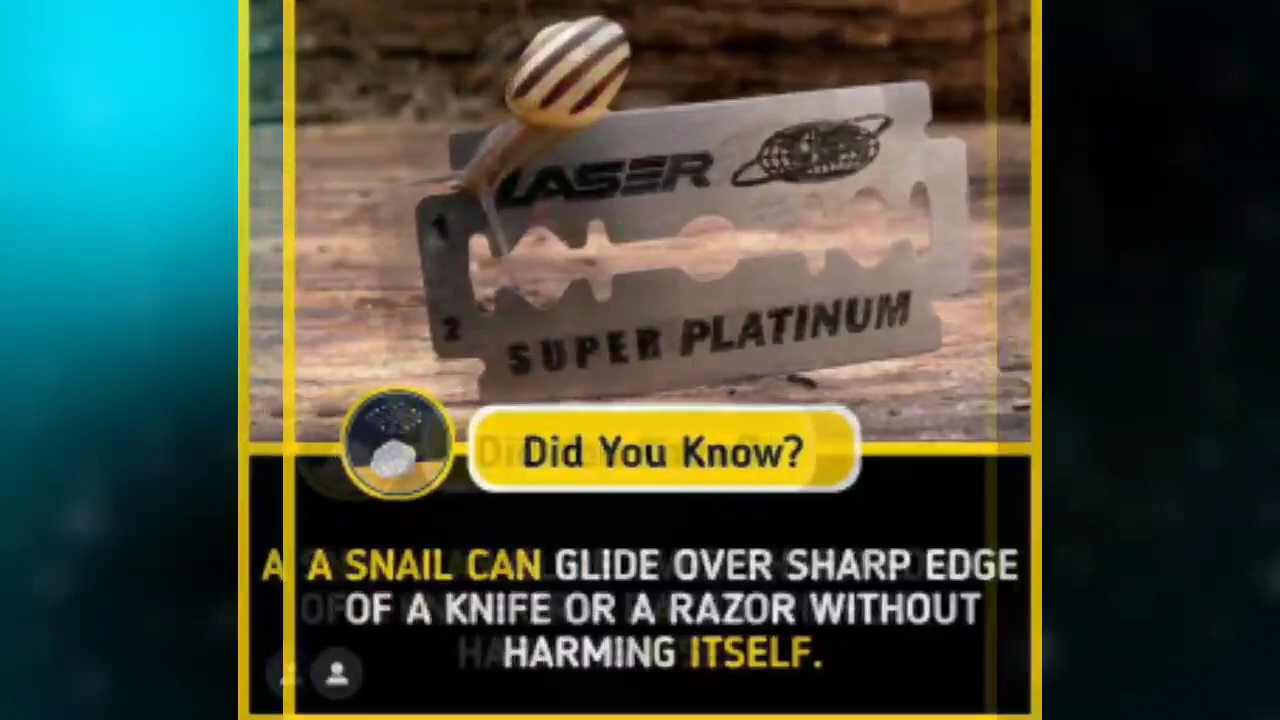 LASER
1
2
SUPER PLATINUM
Did You Know?
A A SNAIL CAN GLIDE OVER SHARP EDGE
OF A KNIFE OR A RAZOR WITHOUT
HARMING ITSELF.